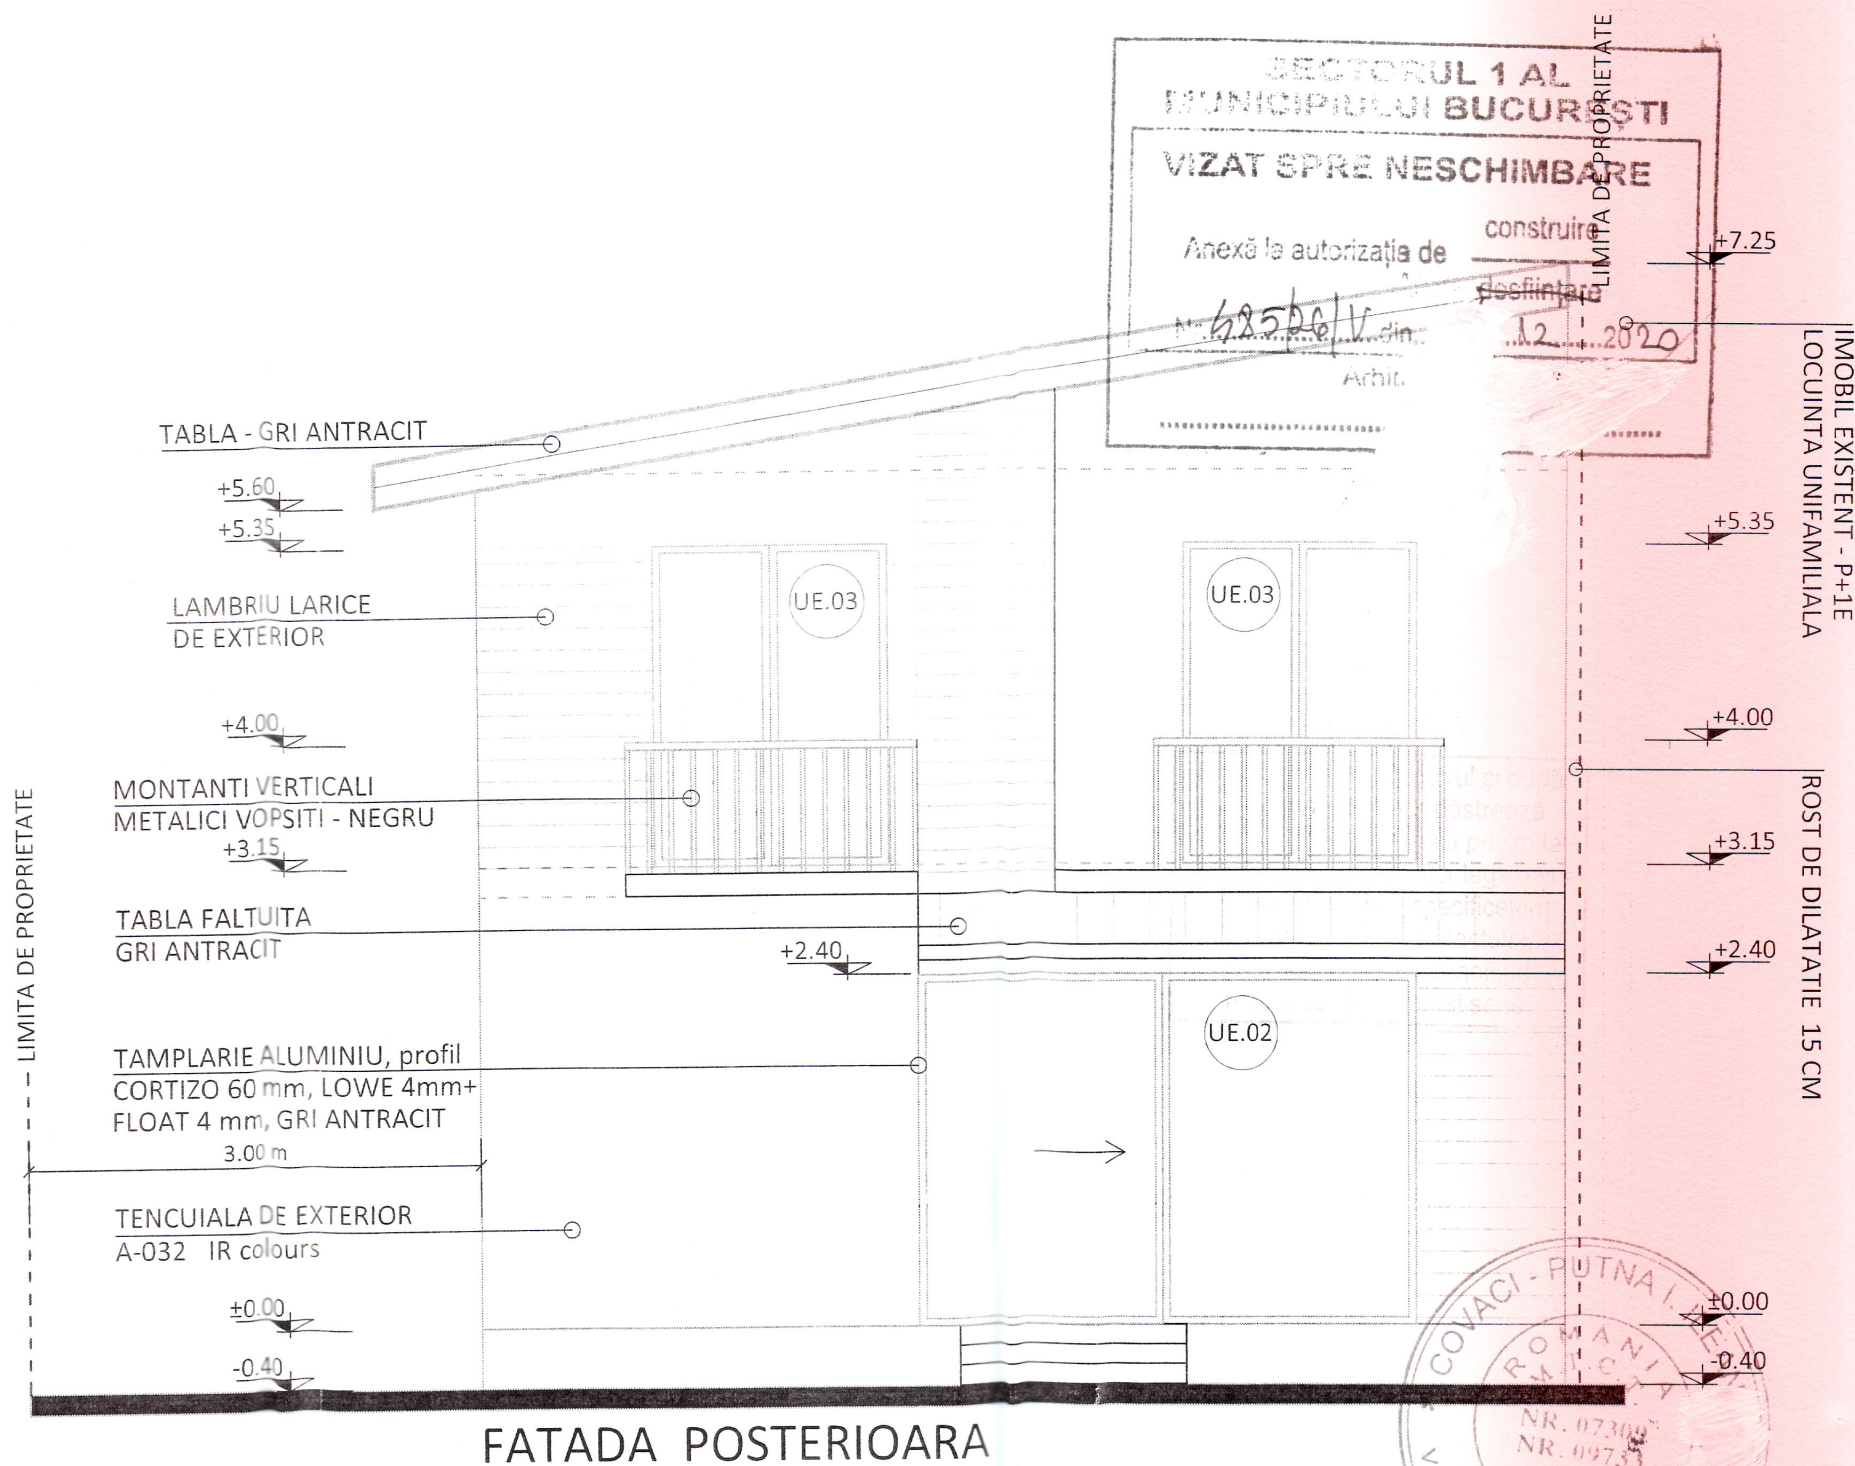 SECTORUL 1 AL
MUNICIPIULUI BUCUREȘTI
VIZAT SPRE NESCHIMBARE
Anexă la autorizația de
construire
desființare
din
12 2020
Arhit.
LIMITA DE PROPRIETATE
+7.25
IMOBIL EXISTENT - P+1E
LOCUINTA UNIFAMILIALA
TABLA - GRI ANTRACIT
+5.60
+5.35
+5.35
LAMBRIU LARICE
DE EXTERIOR
UE.03
UE.03
+4.00
+4.00
MONTANTI VERTICALI
METALICI VOPSITI - NEGRU
+3.15
+3.15
ROST DE DILATATIE 15 CM
TABLA FALTUITA
GRI ANTRACIT
+2.40
+2.40
LIMITA DE PROPRIETATE
UE.02
TAMPLARIE ALUMINIU, profil
CORTIZO 60 mm, LOWE 4mm+
FLOAT 4 mm, GRI ANTRACIT
3.00 m
TENCUIALA DE EXTERIOR
A-032 IR colours
±0.00
±0.00
-0.40
-0.40
COVACI - PUTNA I.
ROMANIA
NR. 07309
NR. 09733
FATADA POSTERIOARA